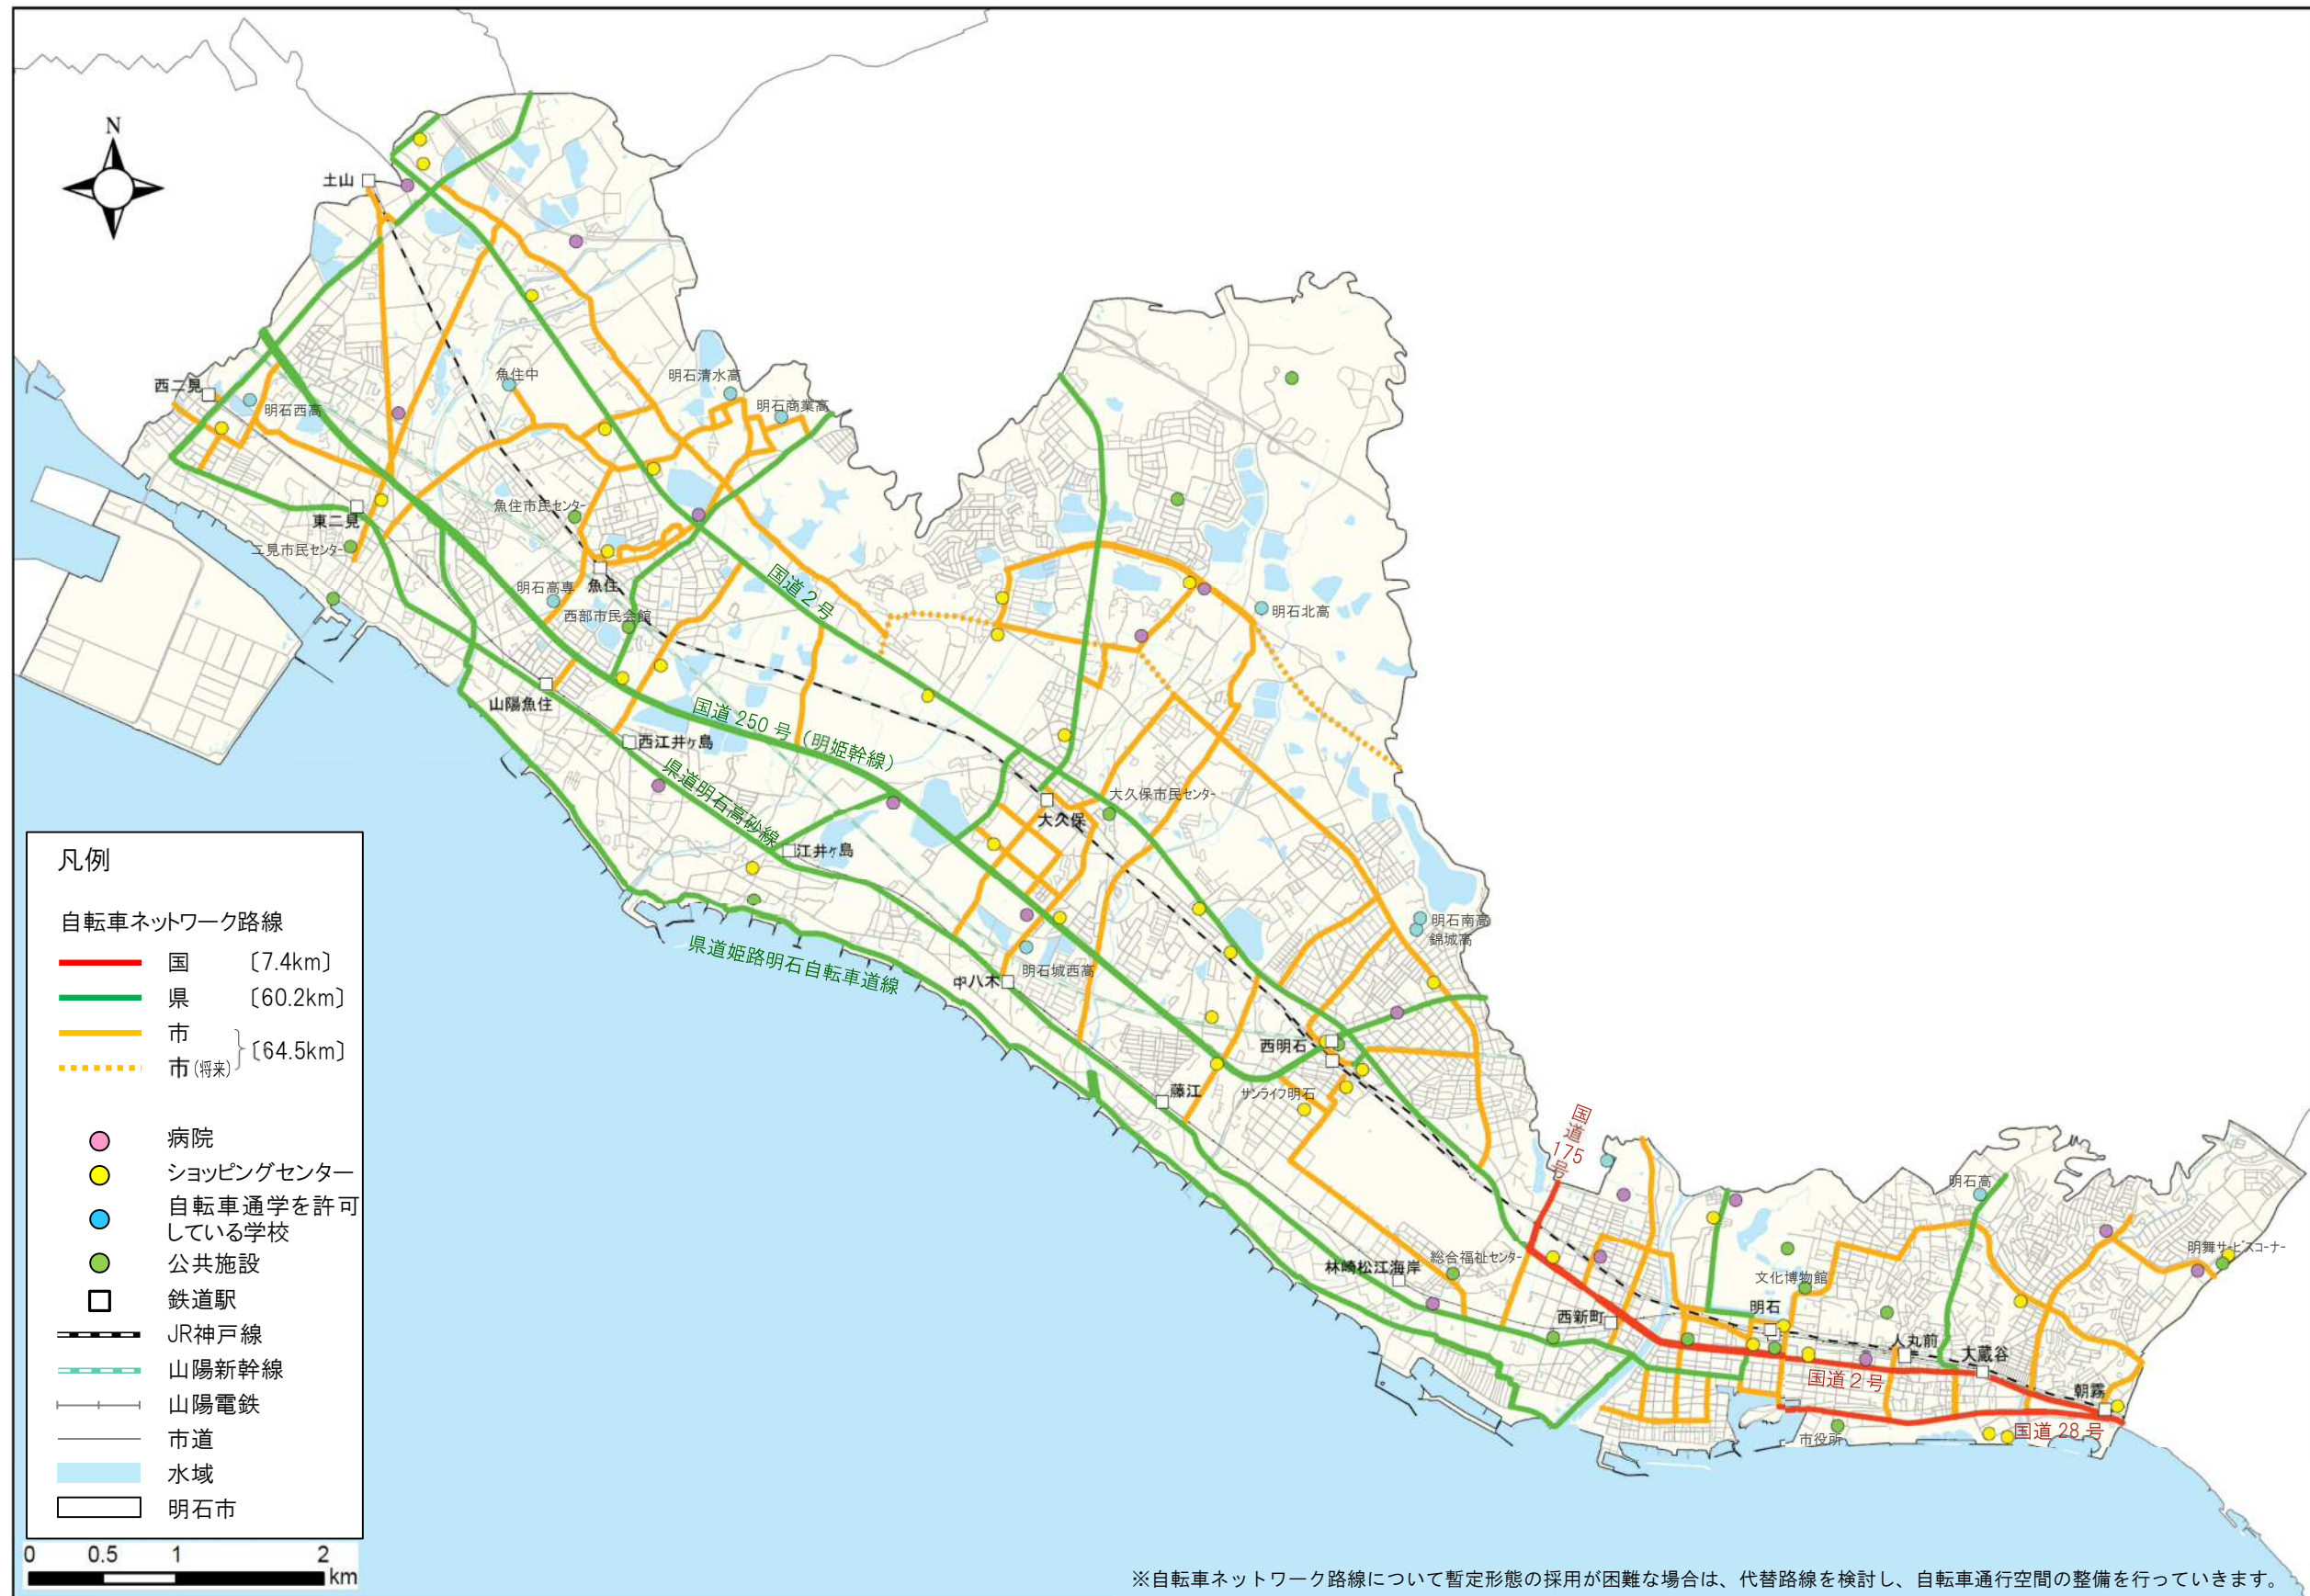 N
土山
西二見
明石西高
魚住中
明石清水高
明石商業高
東二見
二見市民センター
魚住市民センター
明石高専
魚住
西部市民会館
国道２号
明石北高
山陽魚住
西江井ヶ島
国道 250 号（明姫幹線）
県道明石高砂線
大久保市民センター
大久保
江井ヶ島
明石南高
錦城高
県道姫路明石自転車道線
中八木
明石城西高
西明石
藤江
サンライフ明石
国道175号
明石高
明舞サービスコーナー
総合福祉センター
林崎松江海岸
文化博物館
西新町
明石
人丸前
大蔵谷
国道２号
朝霧
市役所
国道 28 号
凡例
自転車ネットワーク路線
国 〔7.4km〕
県 〔60.2km〕
市
市(将来) 〔64.5km〕
病院
ショッピングセンター
自転車通学を許可
している学校
公共施設
鉄道駅
JR神戸線
山陽新幹線
山陽電鉄
市道
水域
明石市
0 0.5 1 2
km
※自転車ネットワーク路線について暫定形態の採用が困難な場合は、代替路線を検討し、自転車通行空間の整備を行っていきます。